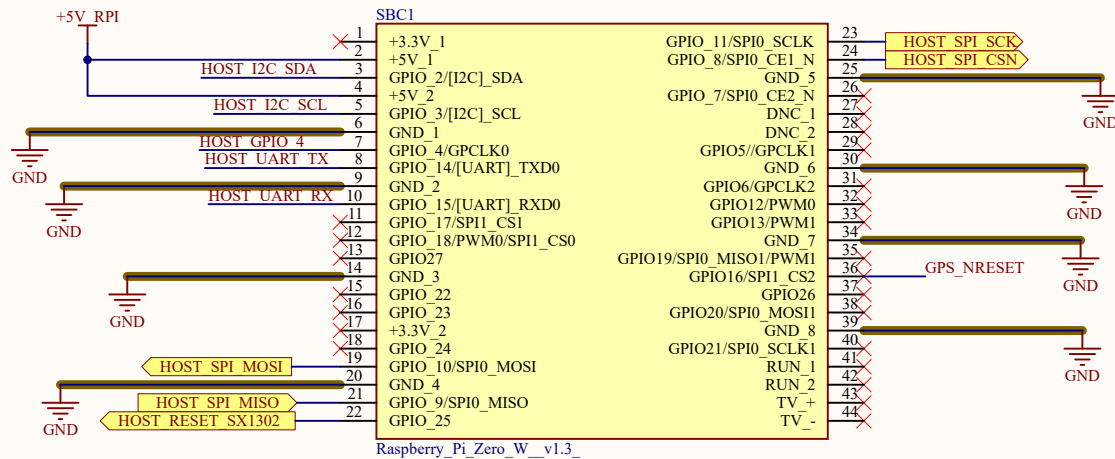 SBC1
+5V_RPI
1 +3.3V_1
2 +5V_1
HOST_I2C_SDA 3 GPIO_2/[I2C]_SDA
4 +5V_2
HOST_I2C_SCL 5 GPIO_3/[I2C]_SCL
6 GND_1
GND
HOST_GPIO_4 7 GPIO_4/GPCLK0
HOST_UART_TX 8 GPIO_14/[UART]_TXD0
9 GND_2
GND
HOST_UART_RX 10 GPIO_15/[UART]_RXD0
11 GPIO_17/SPI1_CS1
12 GPIO_18/PWM0/SPI1_CS0
13 GPIO27
14 GND_3
GND
15 GPIO_22
16 GPIO_23
17 +3.3V_2
18 GPIO_24
HOST_SPI_MOSI 19 GPIO_10/SPI0_MOSI
20 GND_4
GND
HOST_SPI_MISO 21 GPIO_9/SPI0_MISO
HOST_RESET_SX1302 22 GPIO_25
GPIO_11/SPI0_SCLK 23 HOST_SPI_SCK
GPIO_8/SPI0_CE1_N 24 HOST_SPI_CSN
GND_5 25
GND
GPIO_7/SPI0_CE2_N 26
DNC_1 27
DNC_2 28
GPIO5//GPCLK1 29
GND_6 30
GND
GPIO6/GPCLK2 31
GPIO12/PWM0 32
GPIO13/PWM1 33
GND_7 34
GND
GPIO19/SPI0_MISO1/PWM1 35
GPIO16/SPI1_CS2 36 GPS_NRESET
GPIO26 37
GPIO20/SPI0_MOSI1 38
GND_8 39
GND
GPIO21/SPI0_SCLK1 40
RUN_1 41
RUN_2 42
TV_+ 43
TV_- 44
Raspberry_Pi_Zero_W__v1.3_